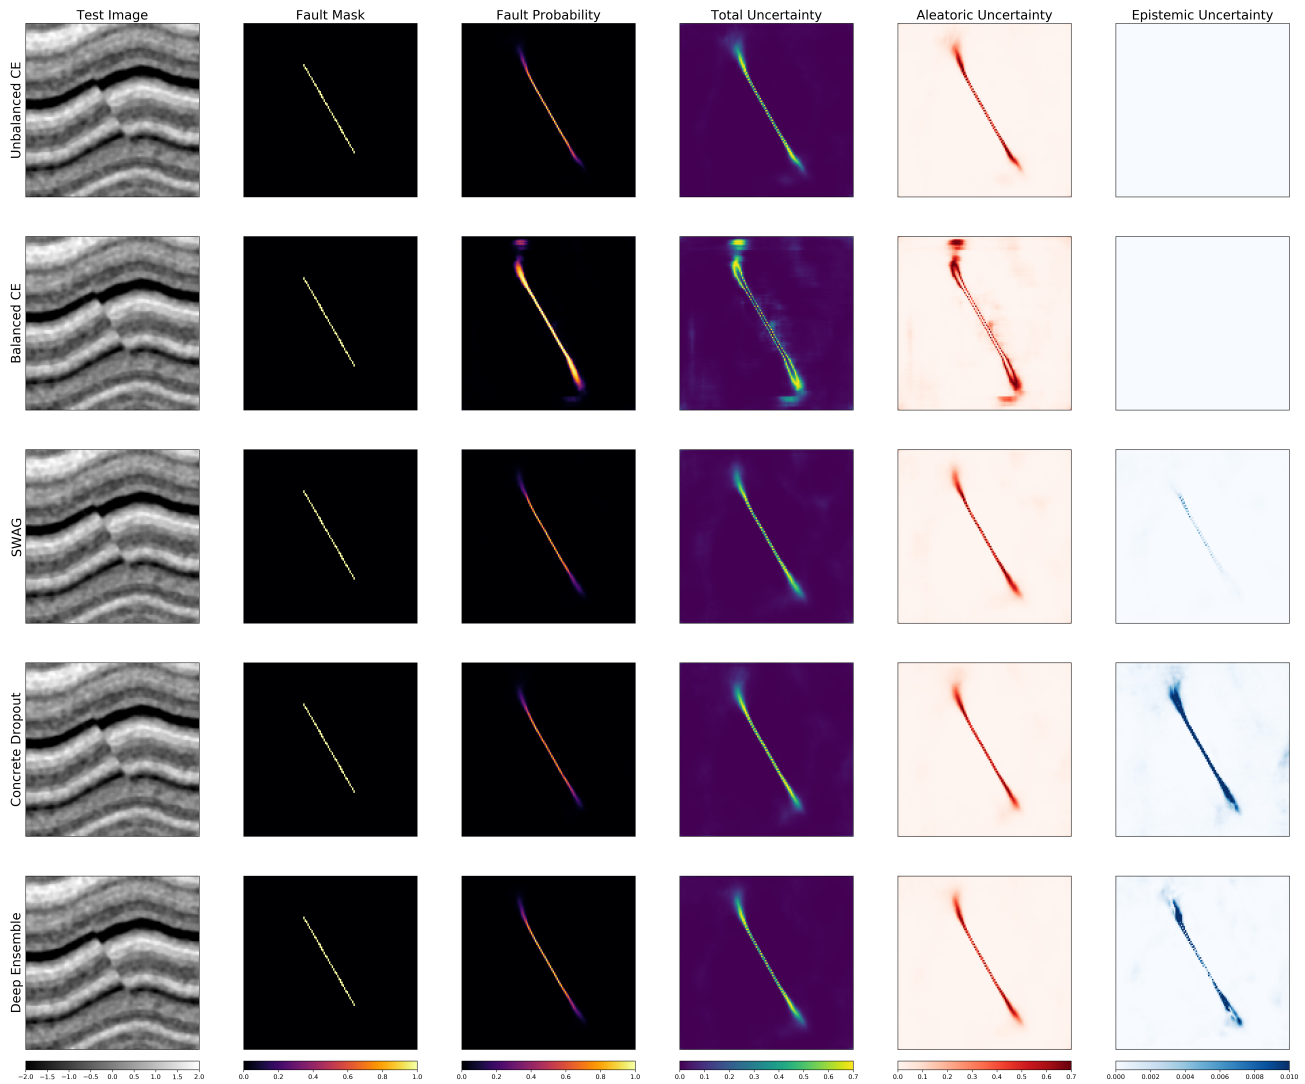 Test Image Fault Mask Fault Probability Total Uncertainty Aleatoric Uncertainty Epistemic Uncertainty
Unbalanced CE
Balanced CE
SWAG
Concrete Dropout
Deep Ensemble
−2.0 −1.5 −1.0 −0.5 0.0 0.5 1.0 1.5 2.0 0.0 0.2 0.4 0.6 0.8 1.0 0.0 0.2 0.4 0.6 0.8 1.0 0.0 0.1 0.2 0.3 0.4 0.5 0.6 0.7 0.0 0.1 0.2 0.3 0.4 0.5 0.6 0.7 0.000 0.002 0.004 0.006 0.008 0.010